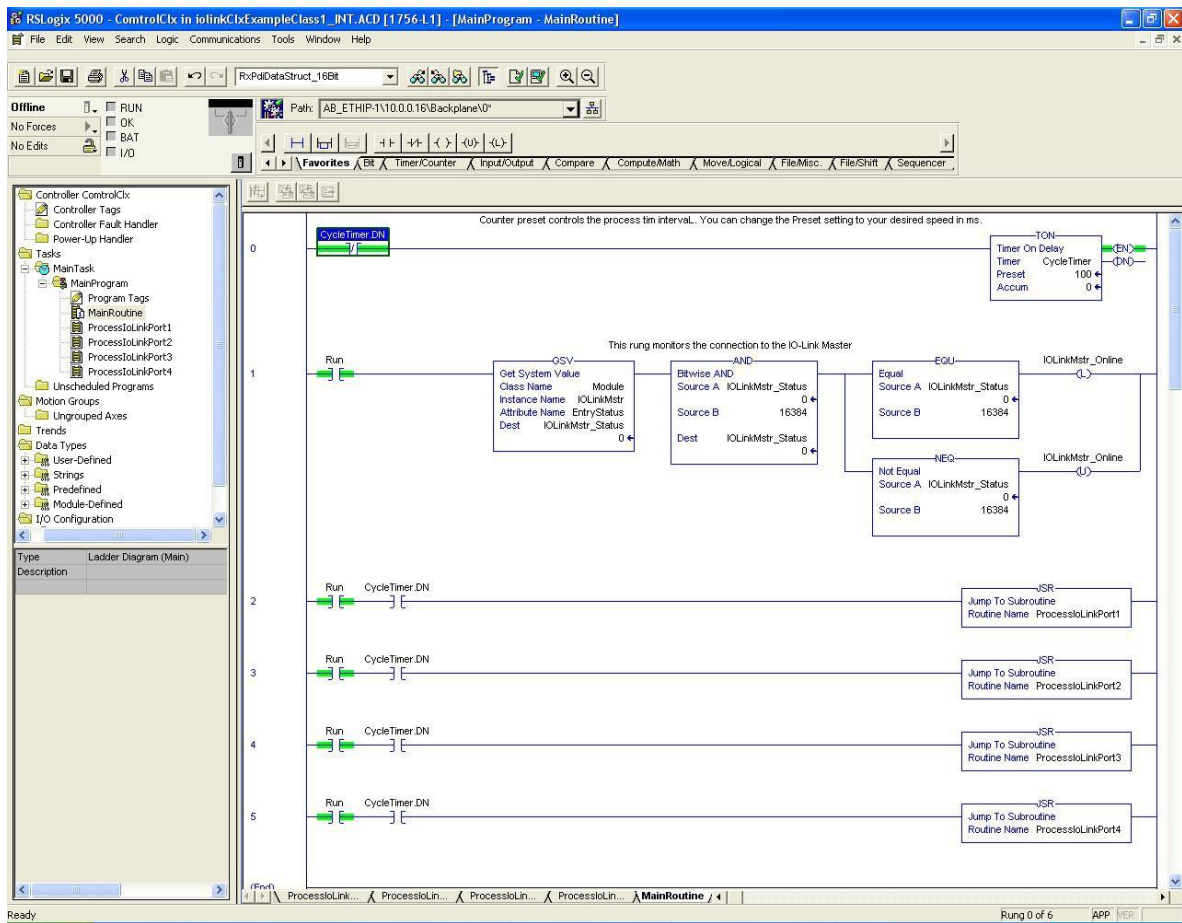 RSLogix 5000 - ComtrolClx in iolinkClxExampleClass1_INT.ACD [1756-L1] - [MainProgram - MainRoutine]
File Edit View Search Logic Communications Tools Window Help
RxPdiDataStruct_16Bit
Offline
RUN
No Forces
OK
No Edits
BAT
I/O
Path: AB_ETHIP-1\10.0.0.16\Backplane\0*
Favorites Bit Timer/Counter Input/Output Compare Compute/Math Move/Logical File/Misc. File/Shift Sequencer
Controller ComtrolClx
Controller Tags
Controller Fault Handler
Power-Up Handler
Tasks
MainTask
MainProgram
Program Tags
MainRoutine
ProcessIoLinkPort1
ProcessIoLinkPort2
ProcessIoLinkPort3
ProcessIoLinkPort4
Unscheduled Programs
Motion Groups
Ungrouped Axes
Trends
Data Types
User-Defined
Strings
Predefined
Module-Defined
I/O Configuration
Type Ladder Diagram (Main)
Description
Counter preset controls the process tim interval. You can change the Preset setting to your desired speed in ms.
0
CycleTimer.DN
TON
Timer On Delay
Timer CycleTimer
Preset 100
Accum 0
EN
DN
This rung monitors the connection to the IO-Link Master
1
Run
GSV
Get System Value
Class Name Module
Instance Name IOLinkMstr
Attribute Name EntryStatus
Dest IOLinkMstr_Status
0
AND
Bitwise AND
Source A IOLinkMstr_Status
0
Source B 16384
Dest IOLinkMstr_Status
0
EQU
Equal
Source A IOLinkMstr_Status
0
Source B 16384
IOLinkMstr_Online
L
NEQ
Not Equal
Source A IOLinkMstr_Status
0
Source B 16384
IOLinkMstr_Online
U
2
Run CycleTimer.DN
JSR
Jump To Subroutine
Routine Name ProcessIoLinkPort1
3
Run CycleTimer.DN
JSR
Jump To Subroutine
Routine Name ProcessIoLinkPort2
4
Run CycleTimer.DN
JSR
Jump To Subroutine
Routine Name ProcessIoLinkPort3
5
Run CycleTimer.DN
JSR
Jump To Subroutine
Routine Name ProcessIoLinkPort4
(End)
ProcessIoLink... ProcessIoLin... ProcessIoLin... ProcessIoLin... MainRoutine
Ready
Rung 0 of 6 APP VER